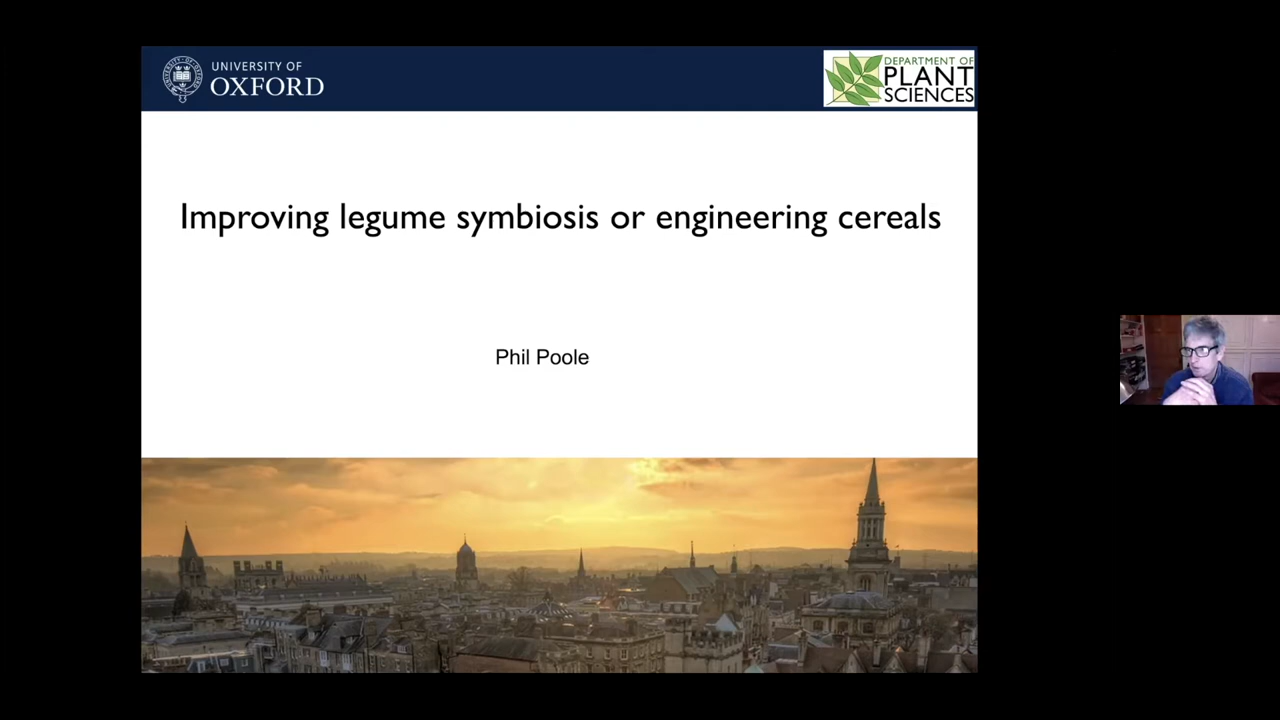 UNIVERSITY OF
OXFORD
DEPARTMENT OF
PLANT
SCIENCES
Improving legume symbiosis or engineering cereals
Phil Poole